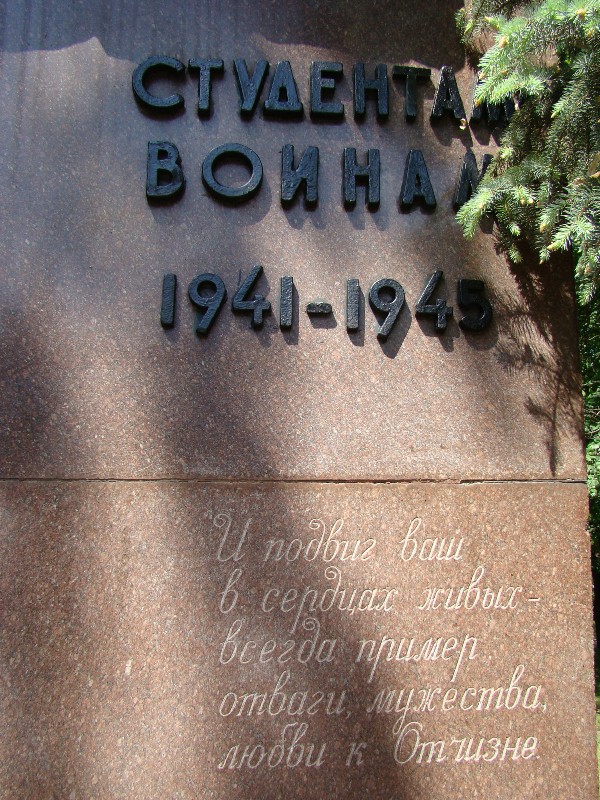 СТУДЕНТАМ
ВОИНАМ
1941-1945
И подвиг ваш
в сердцах живых-
всегда пример
отваги, мужества,
любви к Отчизне.